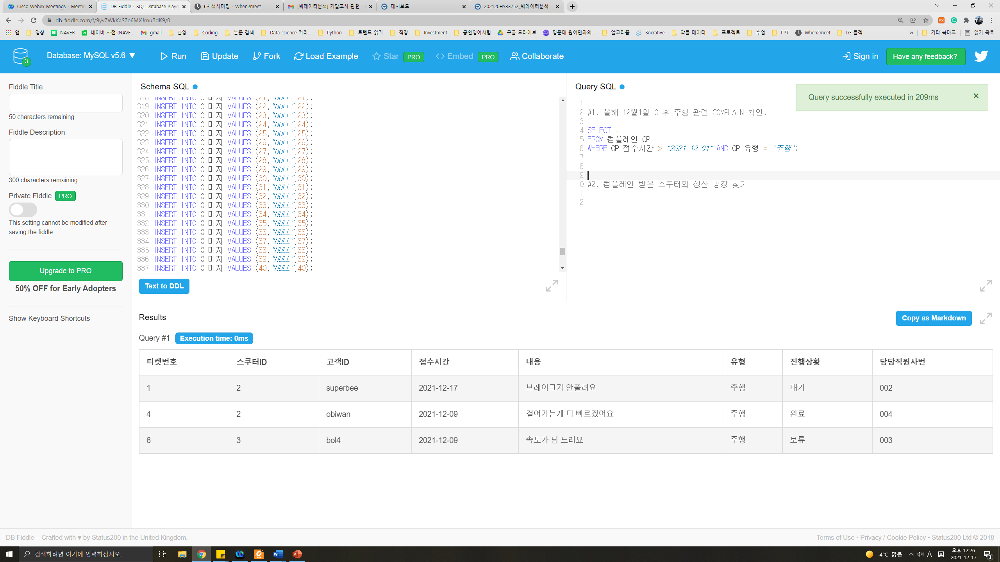 Cisco Webex Meetings - Meetin
DB Fiddle - SQL Database Playg
6차석사미팅 - When2meet
[빅데이터분석] 기말고사 관련 -
대시보드
202120HY33752_빅데이터분석
db-fiddle.com/f/9yv7WkKaS7e6MXJrnuBdK9/0
앱 영상 NAVER 네이버 사전 (NAVE... gmail 한양 Coding 논문 검색 Data science 커리... Python 트렌드 읽기 직장 Investment 공인영어시험 구글 드라이브 명문대 원어민과의... 알고리즘 Socrative 악플 데이터 프로젝트 수업 PPT When2meet LG 플젝 » 기타 북마크 읽기 목록
3
Database: MySQL v5.6 ▼
Run
Update
Fork
Load Example
Star PRO
Embed PRO
Collaborate
Sign in
Have any feedback?
Fiddle Title
50 characters remaining.
Fiddle Description
300 characters remaining.
Private Fiddle PRO
This setting cannot be modified after
saving the fiddle.
Upgrade to PRO
50% OFF for Early Adopters
Show Keyboard Shortcuts
Schema SQL
318 INSERT INTO 이미지 VALUES (21,"NULL",21);
319 INSERT INTO 이미지 VALUES (22,"NULL",22);
320 INSERT INTO 이미지 VALUES (23,"NULL",23);
321 INSERT INTO 이미지 VALUES (24,"NULL",24);
322 INSERT INTO 이미지 VALUES (25,"NULL",25);
323 INSERT INTO 이미지 VALUES (26,"NULL",26);
324 INSERT INTO 이미지 VALUES (27,"NULL",27);
325 INSERT INTO 이미지 VALUES (28,"NULL",28);
326 INSERT INTO 이미지 VALUES (29,"NULL",29);
327 INSERT INTO 이미지 VALUES (30,"NULL",30);
328 INSERT INTO 이미지 VALUES (31,"NULL",31);
329 INSERT INTO 이미지 VALUES (32,"NULL",32);
330 INSERT INTO 이미지 VALUES (33,"NULL",33);
331 INSERT INTO 이미지 VALUES (34,"NULL",34);
332 INSERT INTO 이미지 VALUES (35,"NULL",35);
333 INSERT INTO 이미지 VALUES (36,"NULL",36);
334 INSERT INTO 이미지 VALUES (37,"NULL",37);
335 INSERT INTO 이미지 VALUES (38,"NULL",38);
336 INSERT INTO 이미지 VALUES (39,"NULL",39);
337 INSERT INTO 이미지 VALUES (40,"NULL",40);
Text to DDL
Query SQL
Query successfully executed in 209ms
1
2 #1. 올해 12월1일 이후 주행 관련 COMPLAIN 확인.
3
4 SELECT *
5 FROM 컴플레인 CP
6 WHERE CP.접수시간 > "2021-12-01" AND CP.유형 = '주행';
7
8
9
10 #2. 컴플레인 받은 스쿠터의 생산 공장 찾기
11
12
Results
Copy as Markdown
Query #1 Execution time: 0ms
티켓번호 스쿠터ID 고객ID 접수시간 내용 유형 진행상황 담당직원사번
1 2 superbee 2021-12-17 브레이크가 안풀려요 주행 대기 002
4 2 obiwan 2021-12-09 걸어가는게 더 빠르겠어요 주행 완료 004
6 3 bol4 2021-12-09 속도가 넘 느려요 주행 보류 003
DB Fiddle – Crafted with ♥ by Status200 in the United Kingdom.
Terms of Use • Privacy / Cookie Policy • Status200 Ltd © 2018
검색하려면 여기에 입력하십시오.
-4°C 맑음
A
오후 12:26
2021-12-17
3